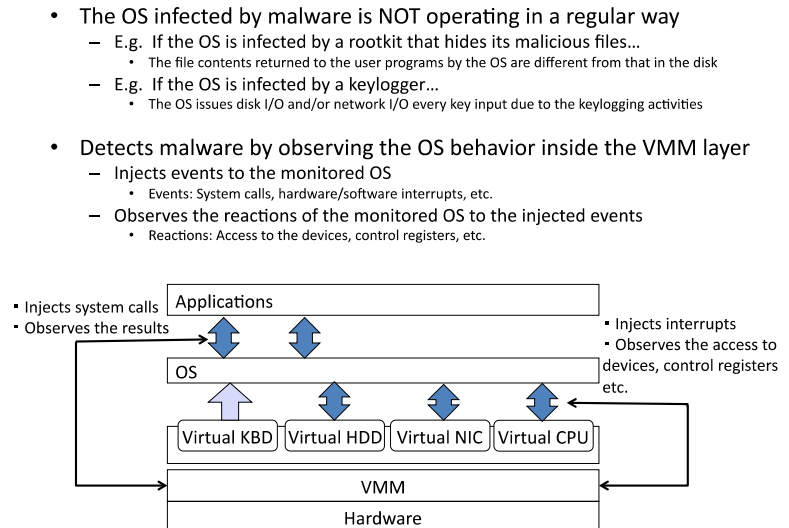 • The OS infected by malware is NOT operating in a regular way
– E.g. If the OS is infected by a rootkit that hides its malicious files…
• The file contents returned to the user programs by the OS are different from that in the disk
– E.g. If the OS is infected by a keylogger…
• The OS issues disk I/O and/or network I/O every key input due to the keylogging activities
• Detects malware by observing the OS behavior inside the VMM layer
– Injects events to the monitored OS
• Events: System calls, hardware/software interrupts, etc.
– Observes the reactions of the monitored OS to the injected events
• Reactions: Access to the devices, control registers, etc.
▪ Injects system calls
▪ Observes the results
Applications
▪ Injects interrupts
▪ Observes the access to
devices, control registers
etc.
OS
Virtual KBD
Virtual HDD
Virtual NIC
Virtual CPU
VMM
Hardware